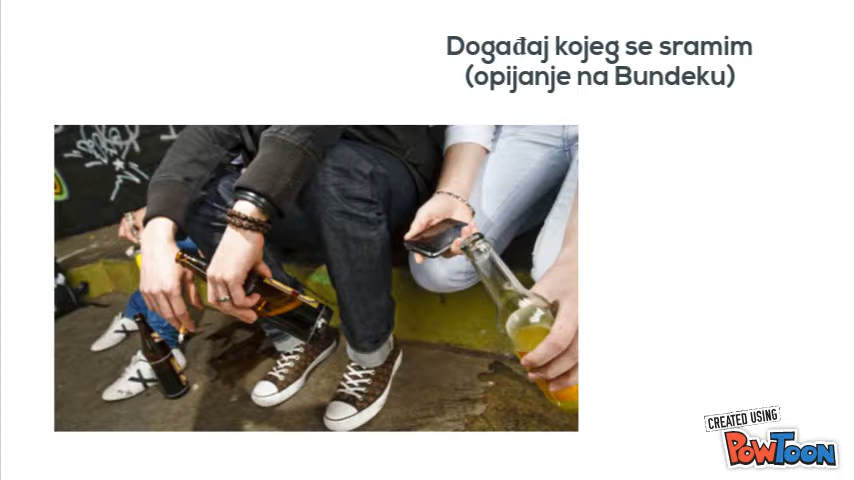 Događaj kojeg se sramim
(opijanje na Bundeku)
CREATED USING
POWTOON